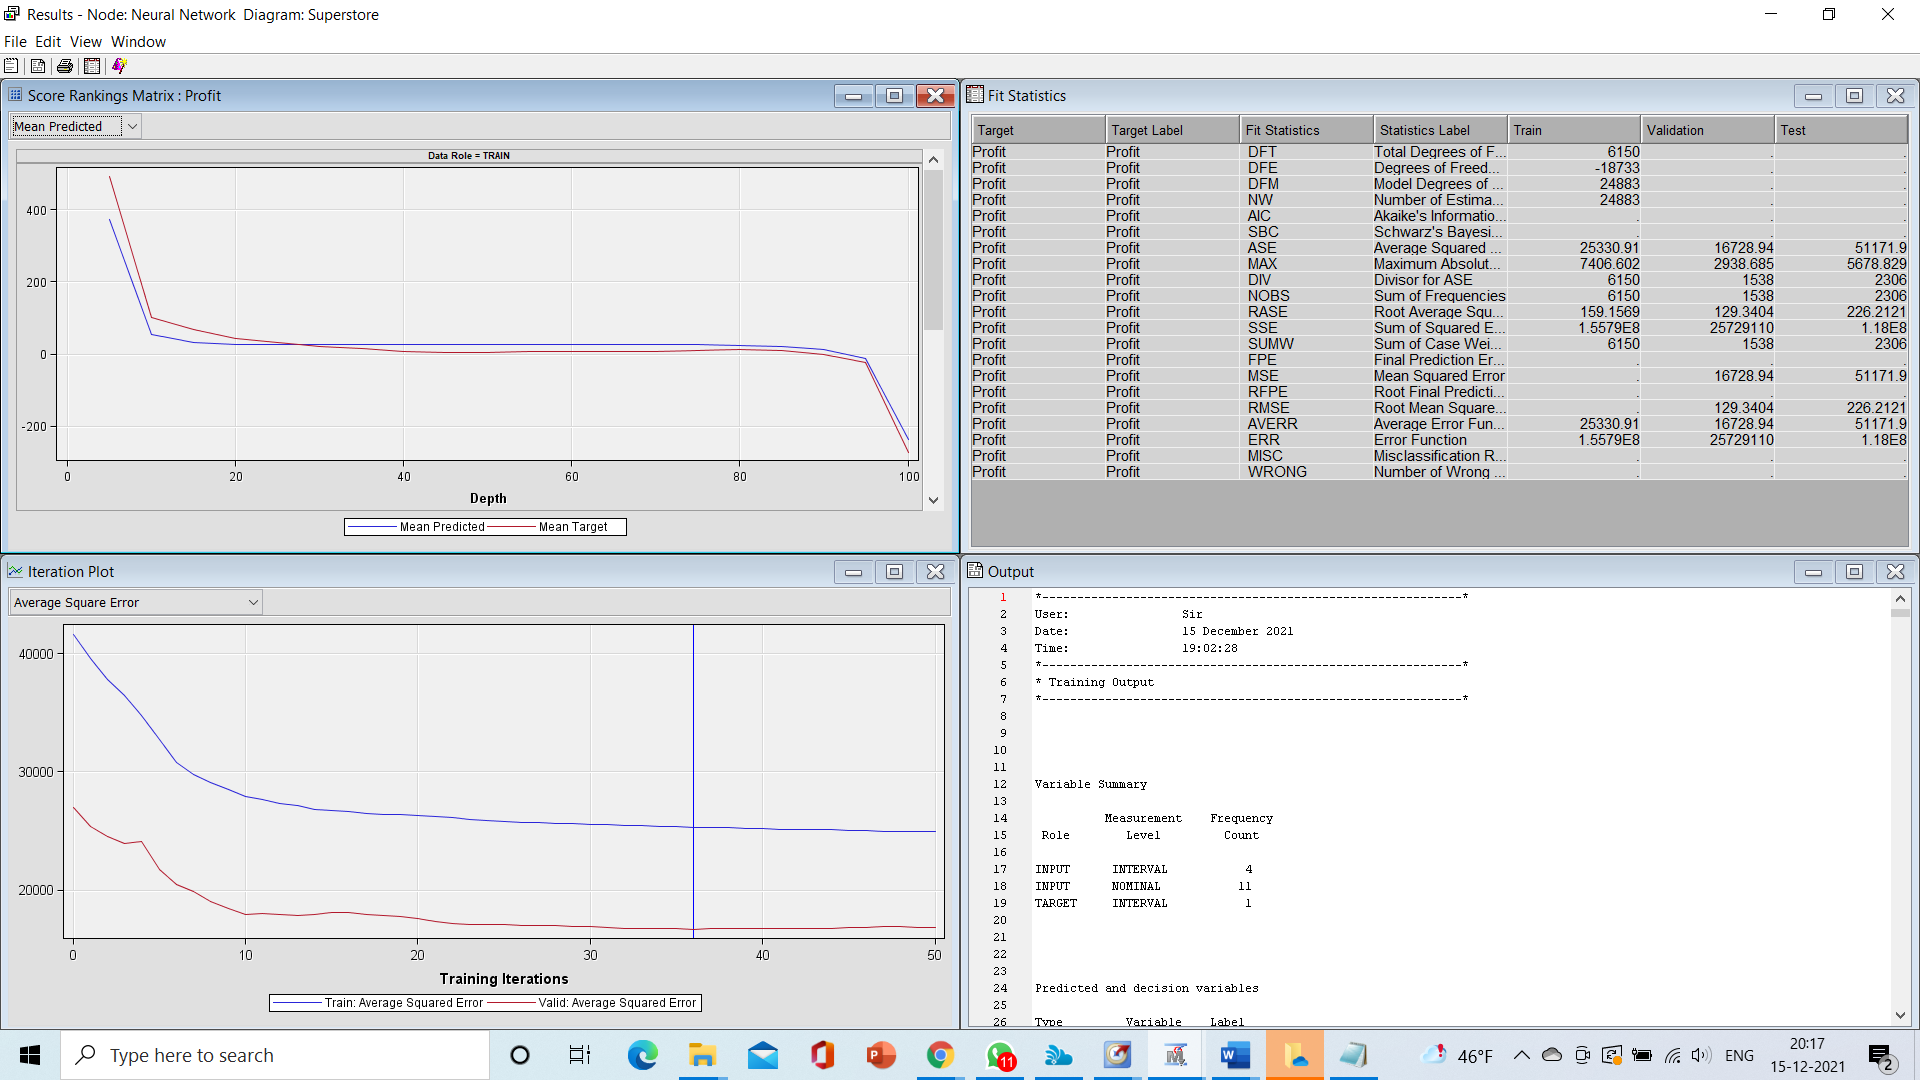 Results - Node: Neural Network  Diagram: Superstore
File Edit View Window
Score Rankings Matrix : Profit
Mean Predicted
Data Role = TRAIN
400
200
0
-200
0 20 40 60 80 100
Depth
Mean Predicted Mean Target
Fit Statistics
Target Target Label Fit Statistics Statistics Label Train Validation Test
Profit Profit DFT Total Degrees of F... 6150 . .
Profit Profit DFE Degrees of Freed... -18733 . .
Profit Profit DFM Model Degrees of ... 24883 . .
Profit Profit NW Number of Estima... 24883 . .
Profit Profit AIC Akaike's Informatio... . . .
Profit Profit SBC Schwarz's Bayesi... . . .
Profit Profit ASE Average Squared ... 25330.91 16728.94 51171.9
Profit Profit MAX Maximum Absolut... 7406.602 2938.685 5678.829
Profit Profit DIV Divisor for ASE 6150 1538 2306
Profit Profit NOBS Sum of Frequencies 6150 1538 2306
Profit Profit RASE Root Average Squ... 159.1569 129.3404 226.2121
Profit Profit SSE Sum of Squared E... 1.5579E8 25729110 1.18E8
Profit Profit SUMW Sum of Case Wei... 6150 1538 2306
Profit Profit FPE Final Prediction Er... . . .
Profit Profit MSE Mean Squared Error . 16728.94 51171.9
Profit Profit RFPE Root Final Predicti... . . .
Profit Profit RMSE Root Mean Square... . 129.3404 226.2121
Profit Profit AVERR Average Error Fun... 25330.91 16728.94 51171.9
Profit Profit ERR Error Function 1.5579E8 25729110 1.18E8
Profit Profit MISC Misclassification R... . . .
Profit Profit WRONG Number of Wrong ... . . .
Iteration Plot
Average Square Error
40000
30000
20000
0 10 20 30 40 50
Training Iterations
Train: Average Squared Error Valid: Average Squared Error
Output
1 *------------------------------------------------------------*
2 User: Sir
3 Date: 15 December 2021
4 Time: 19:02:28
5 *------------------------------------------------------------*
6 * Training Output
7 *------------------------------------------------------------*
8
9
10
11
12 Variable Summary
13
14 Measurement Frequency
15 Role Level Count
16
17 INPUT INTERVAL 4
18 INPUT NOMINAL 11
19 TARGET INTERVAL 1
20
21
22
23
24 Predicted and decision variables
25
26 Type Variable Label
Type here to search
11
46°F
ENG
20:17
15-12-2021
2